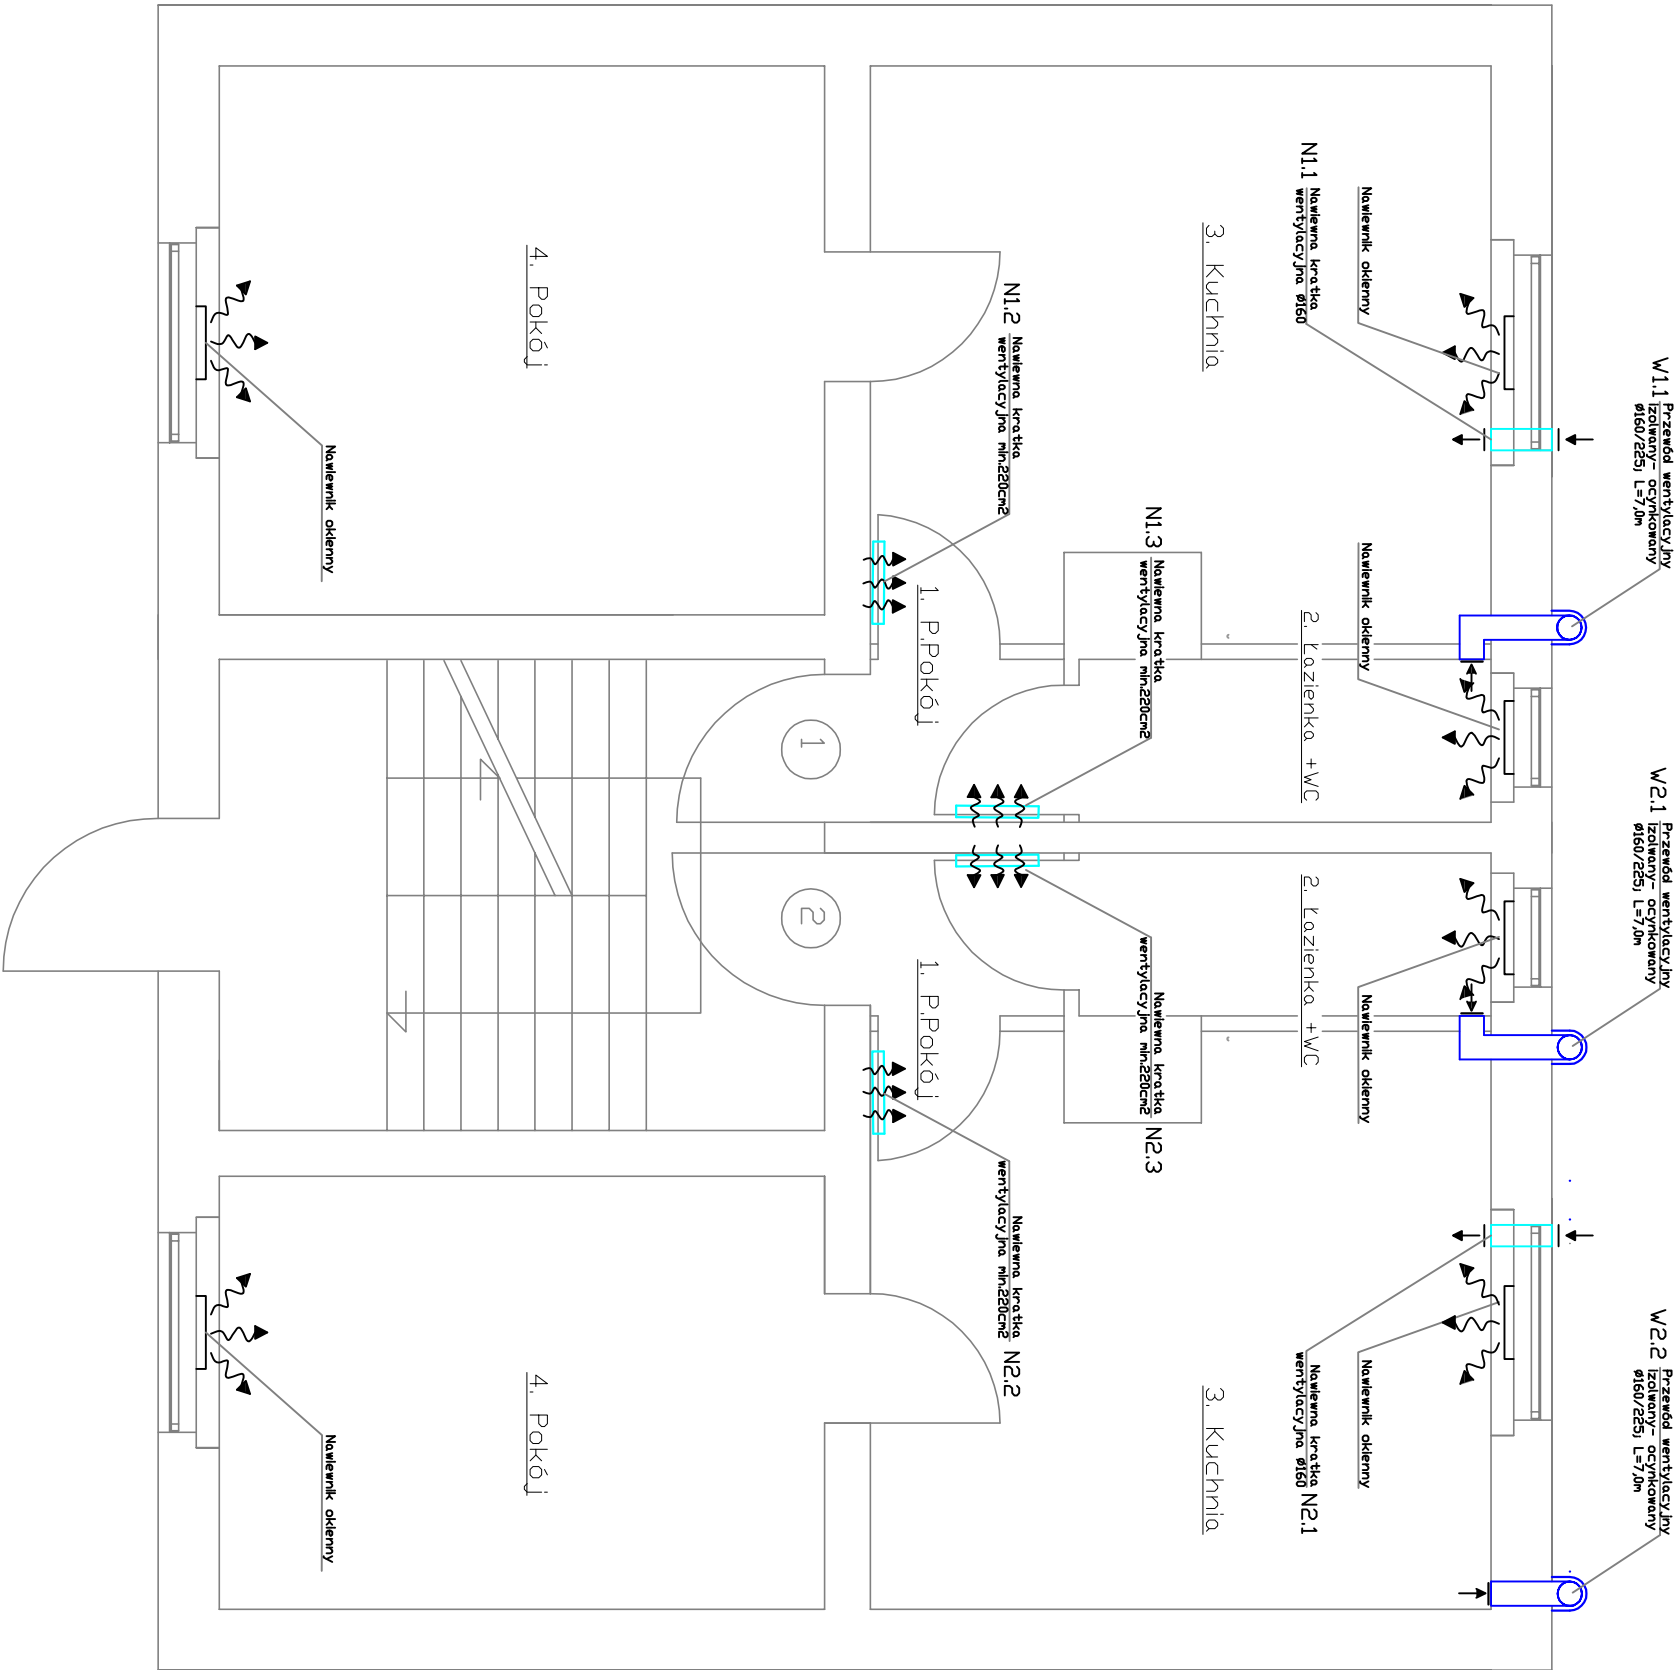 W1.1 Przewód wentylacyjny
izolwany- ocynkowany
ø160/225; L=7,0m
W2.1 Przewód wentylacyjny
izolwany- ocynkowany
ø160/225; L=7,0m
W2.2 Przewód wentylacyjny
izolwany- ocynkowany
ø160/225; L=7,0m
Nawiewnik okienny
Nawiewnik okienny
Nawiewnik okienny
Nawiewnik okienny
N1.1 Nawiewna kratka
wentylacyjna ø160
2. Łazienka +WC
2. Łazienka +WC
Nawiewna kratka N2.1
wentylacyjna ø160
3. Kuchnia
3. Kuchnia
N1.3 Nawiewna kratka
wentylacyjna min.220cm2
Nawiewna kratka N2.3
wentylacyjna min.220cm2
N1.2 Nawiewna kratka
wentylacyjna min.220cm2
Nawiewna kratka N2.2
wentylacyjna min.220cm2
1. P.Pokój
1. P.Pokój
1
2
4. Pokój
4. Pokój
Nawiewnik okienny
Nawiewnik okienny